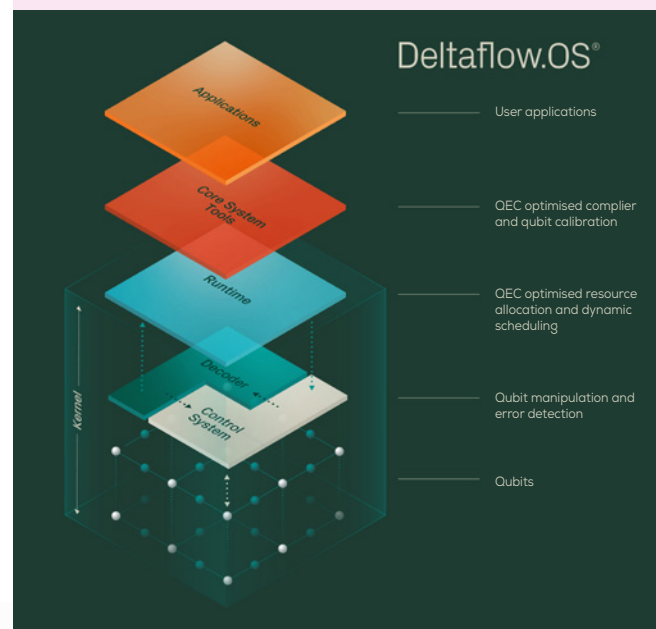 Deltaflow.OS®
Applications
User applications
Core System
Tools
QEC optimised complier
and qubit calibration
Runtime
QEC optimised resource
allocation and dynamic
scheduling
Decoder
Control
System
Qubit manipulation and
error detection
Kernel
Qubits